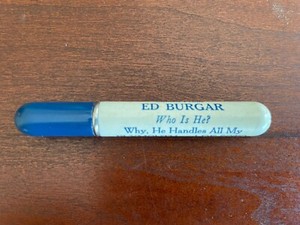 ED BURGAR
Who Is He?
Why, He Handles All My